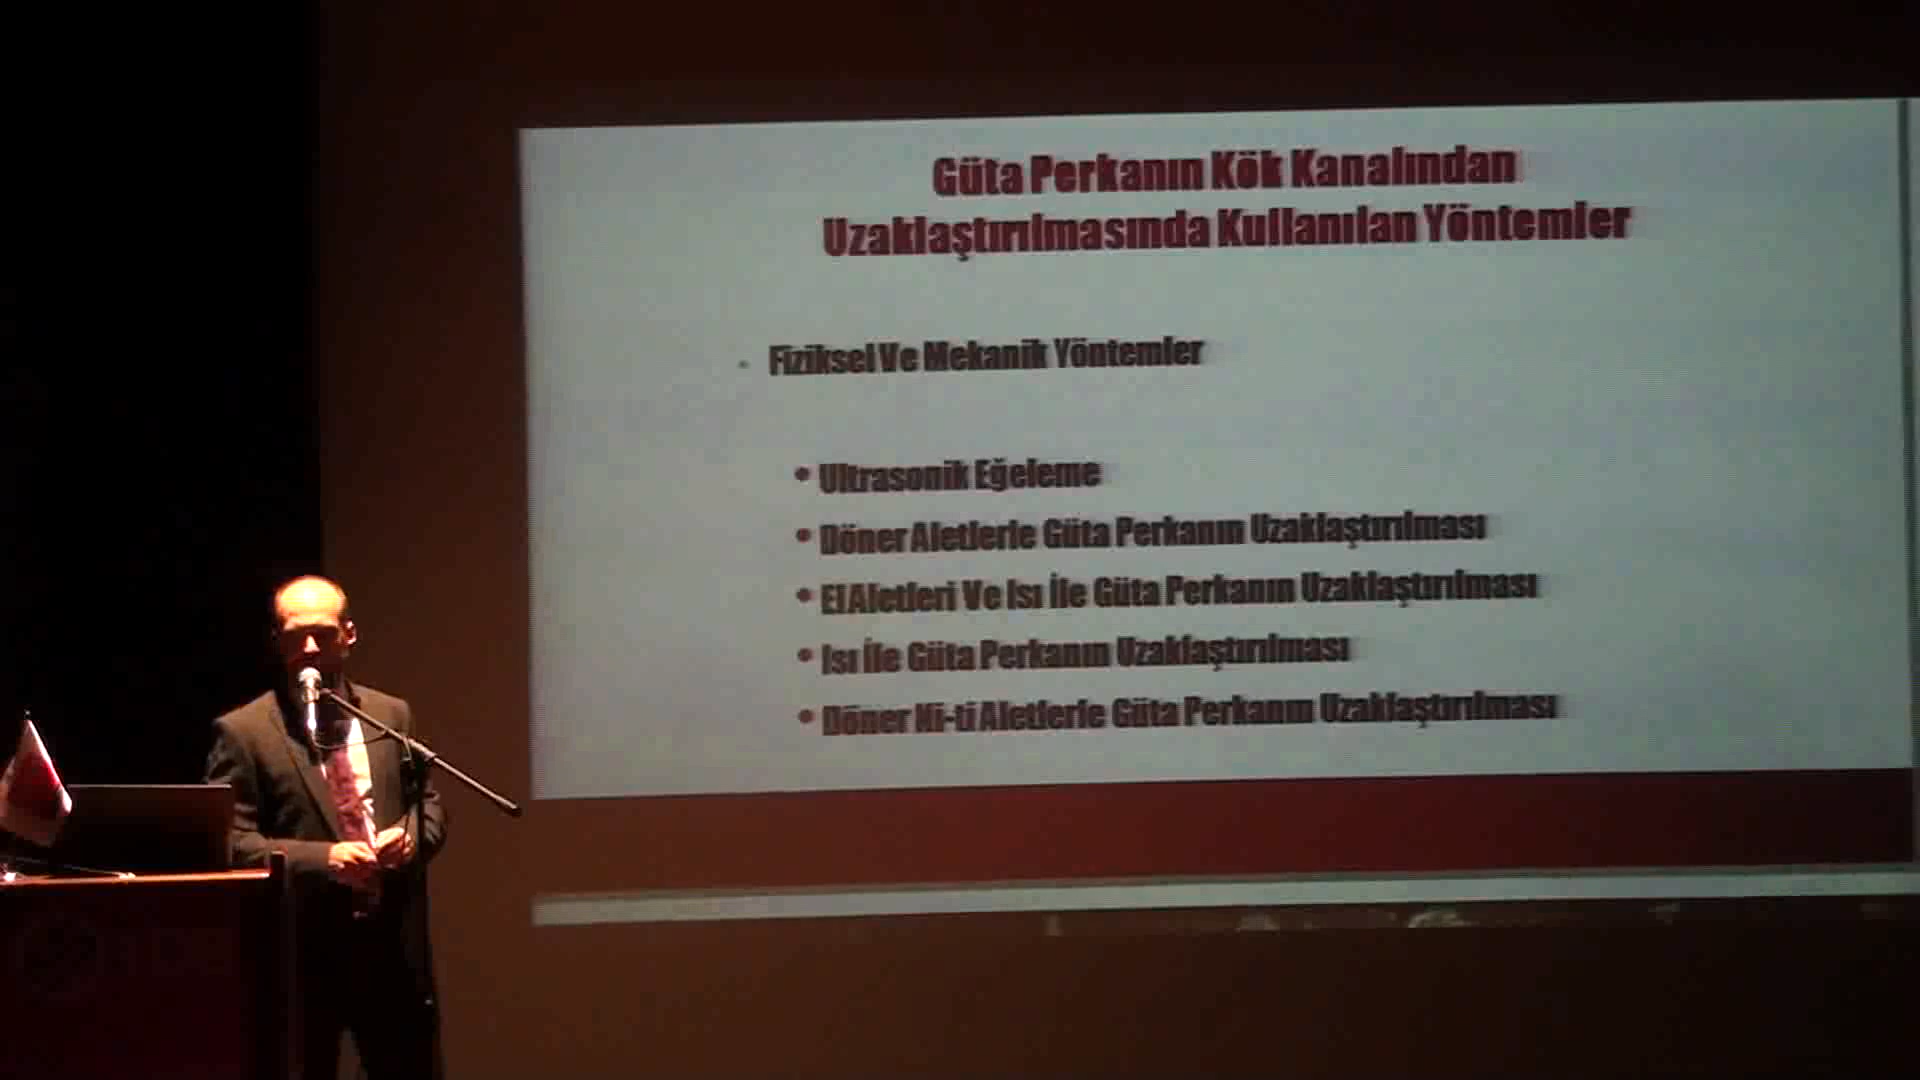 Güta Perkanın Kök Kanalından
Uzaklaştırılmasında Kullanılan Yöntemler
Fiziksel Ve Mekanik Yöntemler
• Ultrasonik Eğeleme
• Döner Aletlerle Güta Perkanın Uzaklaştırılması
• El Aletleri Ve Isı İle Güta Perkanın Uzaklaştırılması
• Isı İle Güta Perkanın Uzaklaştırılması
• Döner Ni-ti Aletlerle Güta Perkanın Uzaklaştırılması